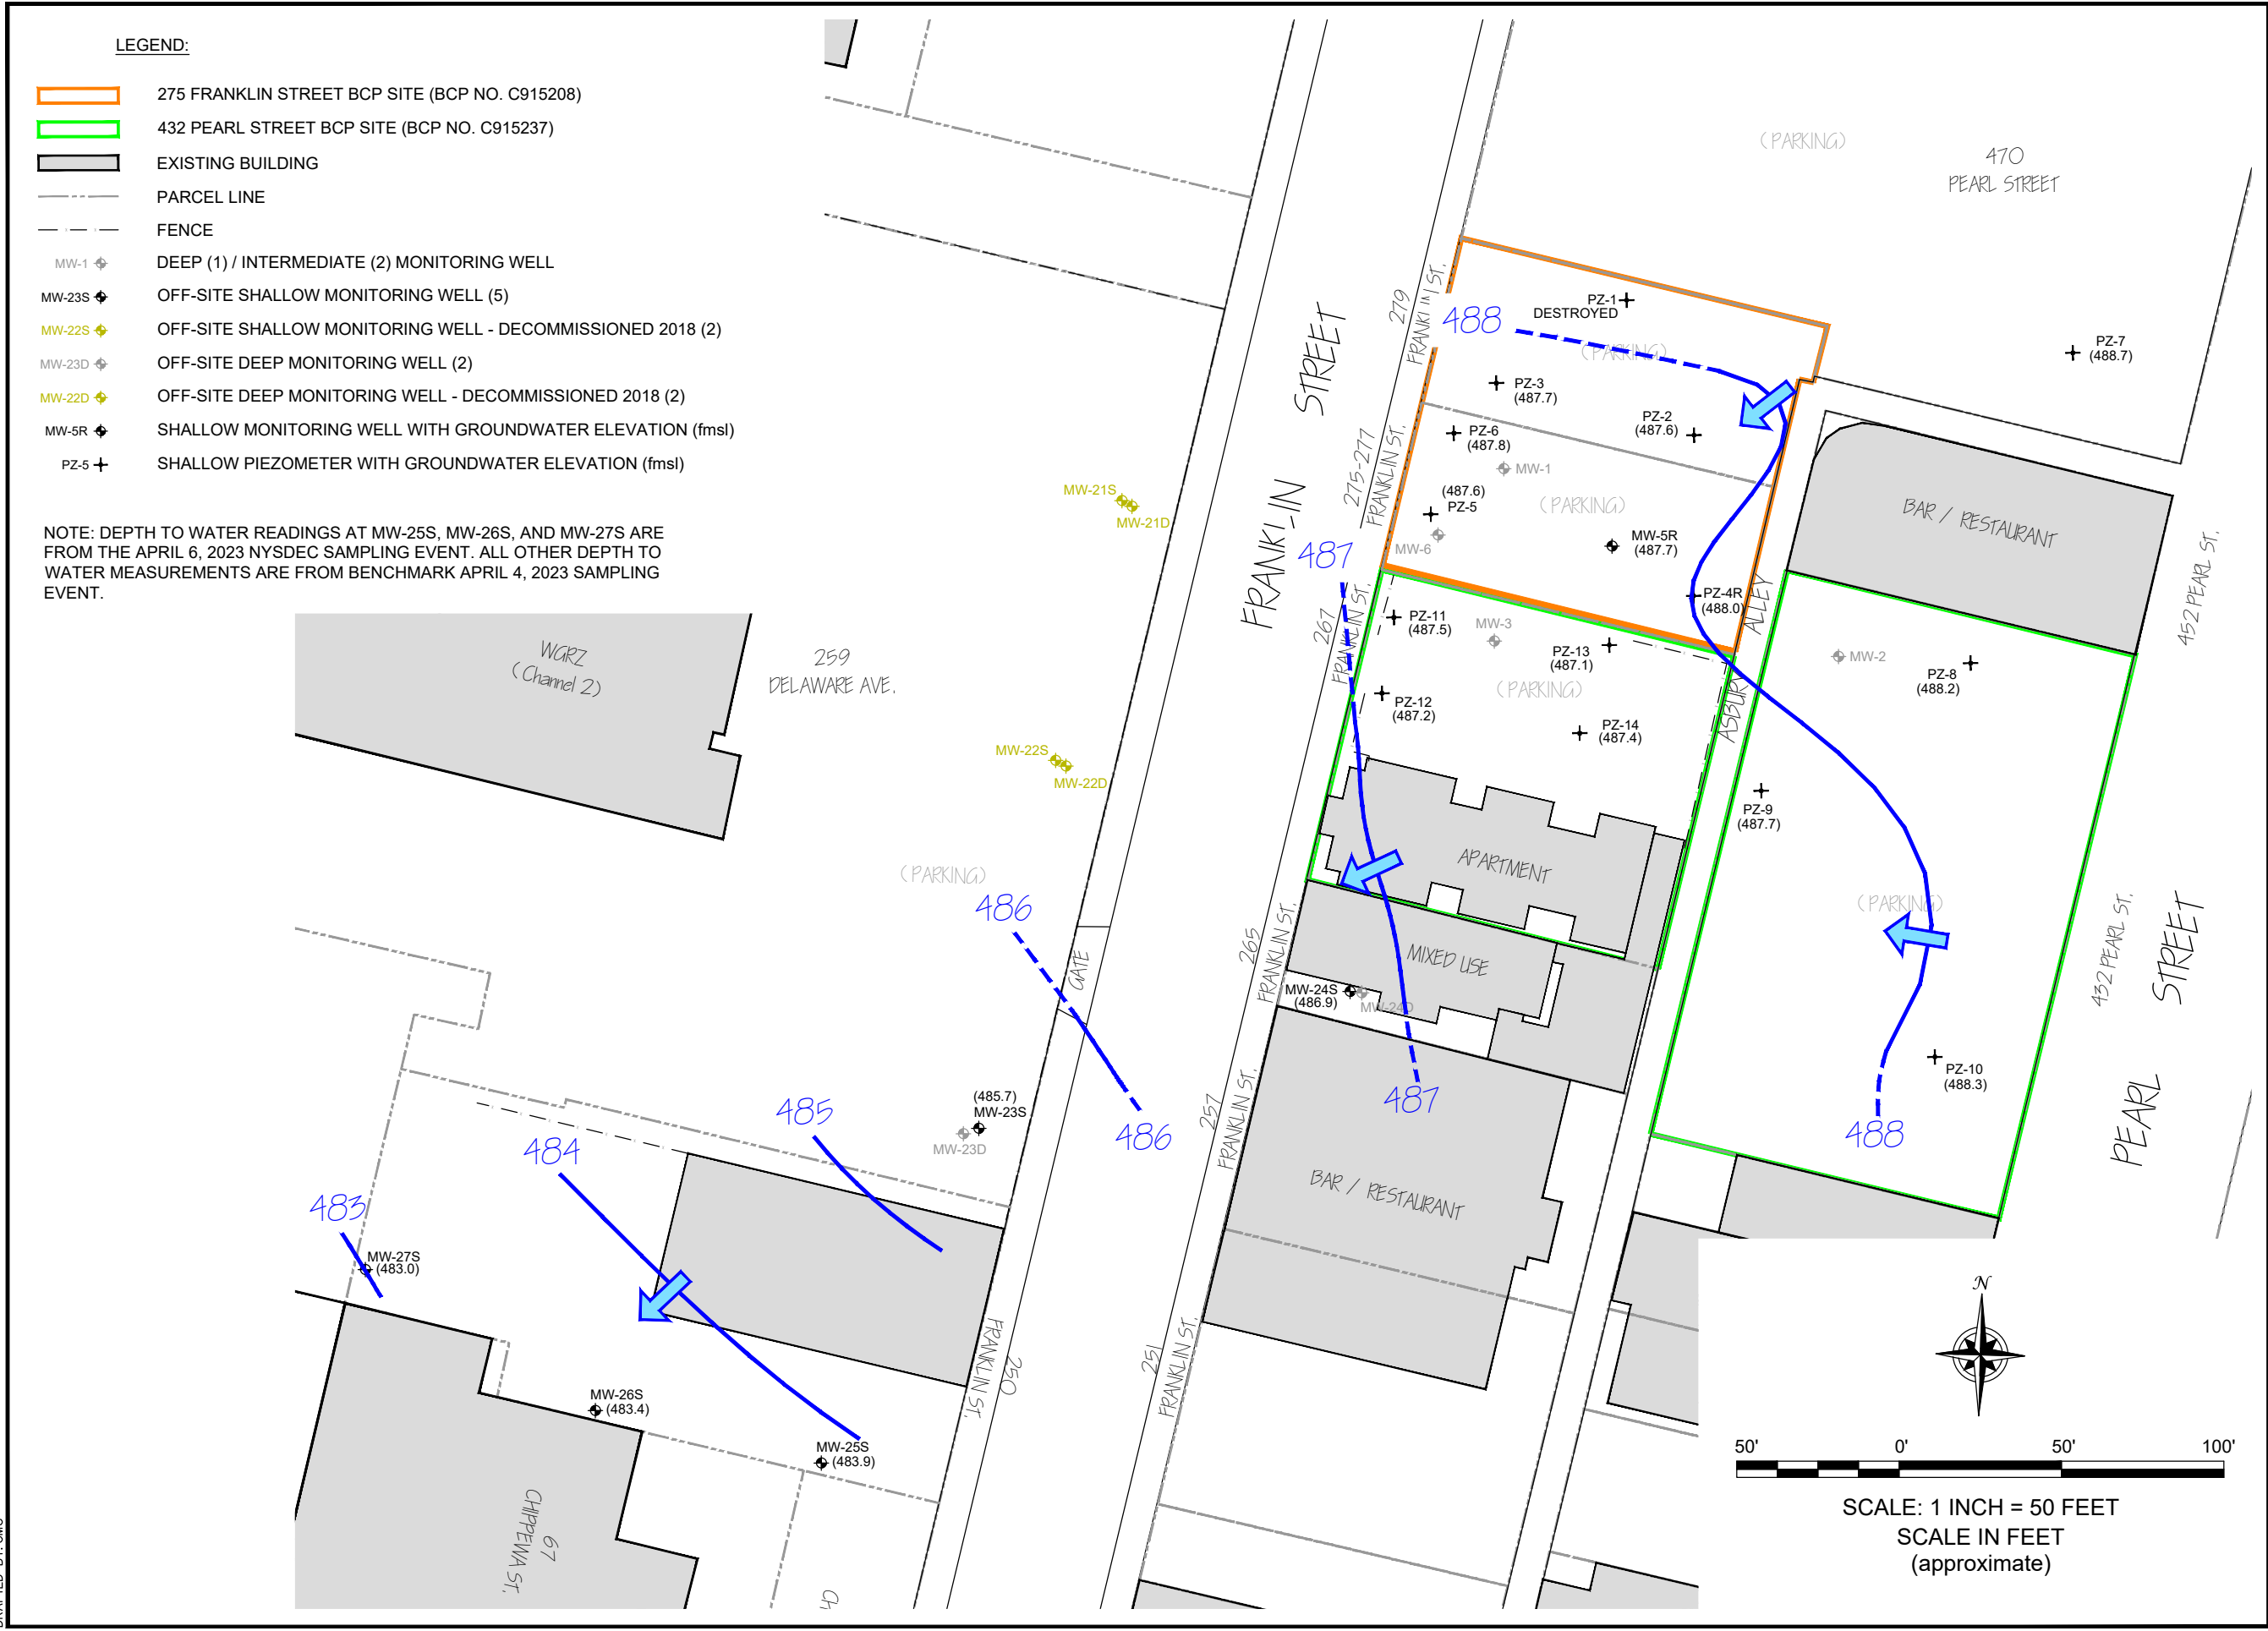 LEGEND:
275 FRANKLIN STREET BCP SITE (BCP NO. C915208)
432 PEARL STREET BCP SITE (BCP NO. C915237)
EXISTING BUILDING
PARCEL LINE
FENCE
MW-1 DEEP (1) / INTERMEDIATE (2) MONITORING WELL
MW-23S OFF-SITE SHALLOW MONITORING WELL (5)
MW-22S OFF-SITE SHALLOW MONITORING WELL - DECOMMISSIONED 2018 (2)
MW-23D OFF-SITE DEEP MONITORING WELL (2)
MW-22D OFF-SITE DEEP MONITORING WELL - DECOMMISSIONED 2018 (2)
MW-5R SHALLOW MONITORING WELL WITH GROUNDWATER ELEVATION (fmsl)
PZ-5 SHALLOW PIEZOMETER WITH GROUNDWATER ELEVATION (fmsl)
NOTE: DEPTH TO WATER READINGS AT MW-25S, MW-26S, AND MW-27S ARE
FROM THE APRIL 6, 2023 NYSDEC SAMPLING EVENT. ALL OTHER DEPTH TO
WATER MEASUREMENTS ARE FROM BENCHMARK APRIL 4, 2023 SAMPLING
EVENT.
(PARKING)
470
PEARL STREET
PZ-7
(488.7)
PZ-1
DESTROYED
488
(PARKING)
279
FRANKLIN ST.
PZ-3
(487.7)
PZ-2
(487.6)
PZ-6
(487.8)
MW-1
(487.6)
PZ-5
(PARKING)
MW-6
MW-5R
(487.7)
275-277
FRANKLIN ST.
FRANKLIN
STREET
MW-21S
MW-21D
487
PZ-4R
(488.0)
ASBURY
ALLEY
BAR / RESTAURANT
452 PEARL ST.
267
FRANKLIN ST.
PZ-11
(487.5)
MW-3
PZ-13
(487.1)
(PARKING)
PZ-12
(487.2)
PZ-14
(487.4)
MW-2
PZ-8
(488.2)
PZ-9
(487.7)
WGRZ
(Channel 2)
259
DELAWARE AVE.
MW-22S
MW-22D
APARTMENT
(PARKING)
(PARKING)
486
GATE
265
FRANKLIN ST.
MIXED USE
MW-24S
(486.9)
MW-24D
432 PEARL ST.
PEARL
STREET
PZ-10
(488.3)
487
488
485
(485.7)
MW-23S
MW-23D
486
257
FRANKLIN ST.
484
483
MW-27S
(483.0)
BAR / RESTAURANT
MW-26S
(483.4)
MW-25S
(483.9)
250
FRANKLIN ST.
251
FRANKLIN ST.
67
CHIPPEWA ST.
N
50'
0'
50'
100'
SCALE: 1 INCH = 50 FEET
SCALE IN FEET
(approximate)